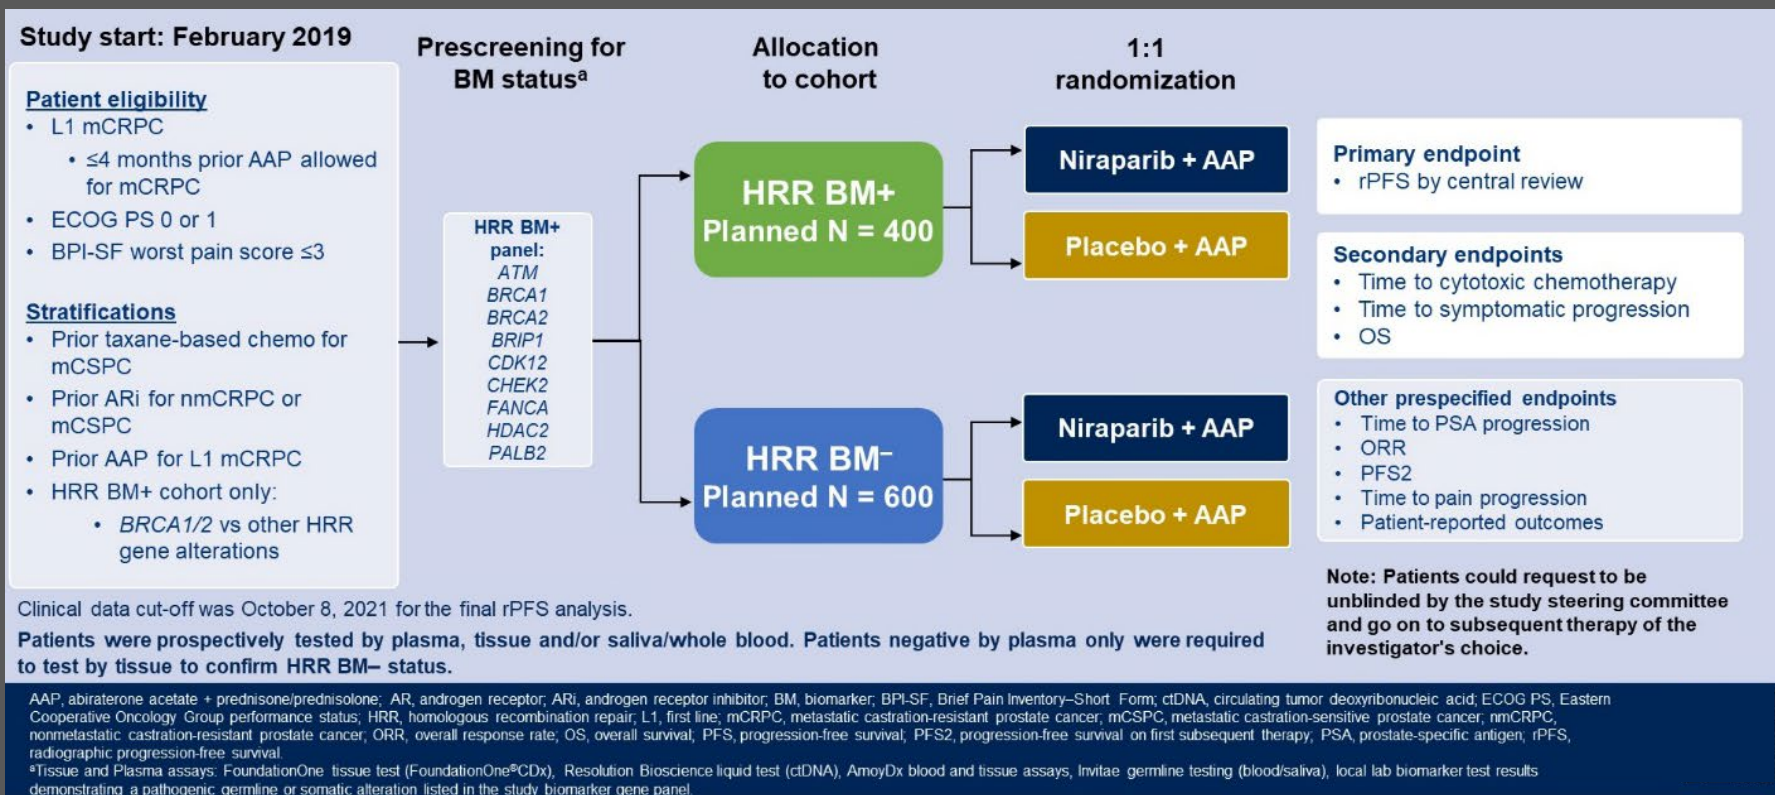 Study start: February 2019
Patient eligibility
• L1 mCRPC
• ≤4 months prior AAP allowed
for mCRPC
• ECOG PS 0 or 1
• BPI-SF worst pain score ≤3
Stratifications
• Prior taxane-based chemo for
mCSPC
• Prior ARi for nmCRPC or
mCSPC
• Prior AAP for L1 mCRPC
• HRR BM+ cohort only:
• BRCA1/2 vs other HRR
gene alterations
Prescreening for
BM statusᵃ
HRR BM+
panel:
ATM
BRCA1
BRCA2
BRIP1
CDK12
CHEK2
FANCA
HDAC2
PALB2
Allocation
to cohort
HRR BM+
Planned N = 400
HRR BM–
Planned N = 600
1:1
randomization
Niraparib + AAP
Placebo + AAP
Niraparib + AAP
Placebo + AAP
Primary endpoint
• rPFS by central review
Secondary endpoints
• Time to cytotoxic chemotherapy
• Time to symptomatic progression
• OS
Other prespecified endpoints
• Time to PSA progression
• ORR
• PFS2
• Time to pain progression
• Patient-reported outcomes
Note: Patients could request to be
unblinded by the study steering committee
and go on to subsequent therapy of the
investigator's choice.
Clinical data cut-off was October 8, 2021 for the final rPFS analysis.
Patients were prospectively tested by plasma, tissue and/or saliva/whole blood. Patients negative by plasma only were required
to test by tissue to confirm HRR BM– status.
AAP, abiraterone acetate + prednisone/prednisolone; AR, androgen receptor; ARi, androgen receptor inhibitor; BM, biomarker; BPI-SF, Brief Pain Inventory–Short Form; ctDNA, circulating tumor deoxyribonucleic acid; ECOG PS, Eastern
Cooperative Oncology Group performance status; HRR, homologous recombination repair; L1, first line; mCRPC, metastatic castration-resistant prostate cancer; mCSPC, metastatic castration-sensitive prostate cancer; nmCRPC,
nonmetastatic castration-resistant prostate cancer; ORR, overall response rate; OS, overall survival; PFS, progression-free survival; PFS2, progression-free survival on first subsequent therapy; PSA, prostate-specific antigen; rPFS,
radiographic progression-free survival.
ᵃTissue and Plasma assays: FoundationOne tissue test (FoundationOne®CDx), Resolution Bioscience liquid test (ctDNA), AmoyDx blood and tissue assays, Invitae germline testing (blood/saliva), local lab biomarker test results
demonstrating a pathogenic germline or somatic alteration listed in the study biomarker gene panel.